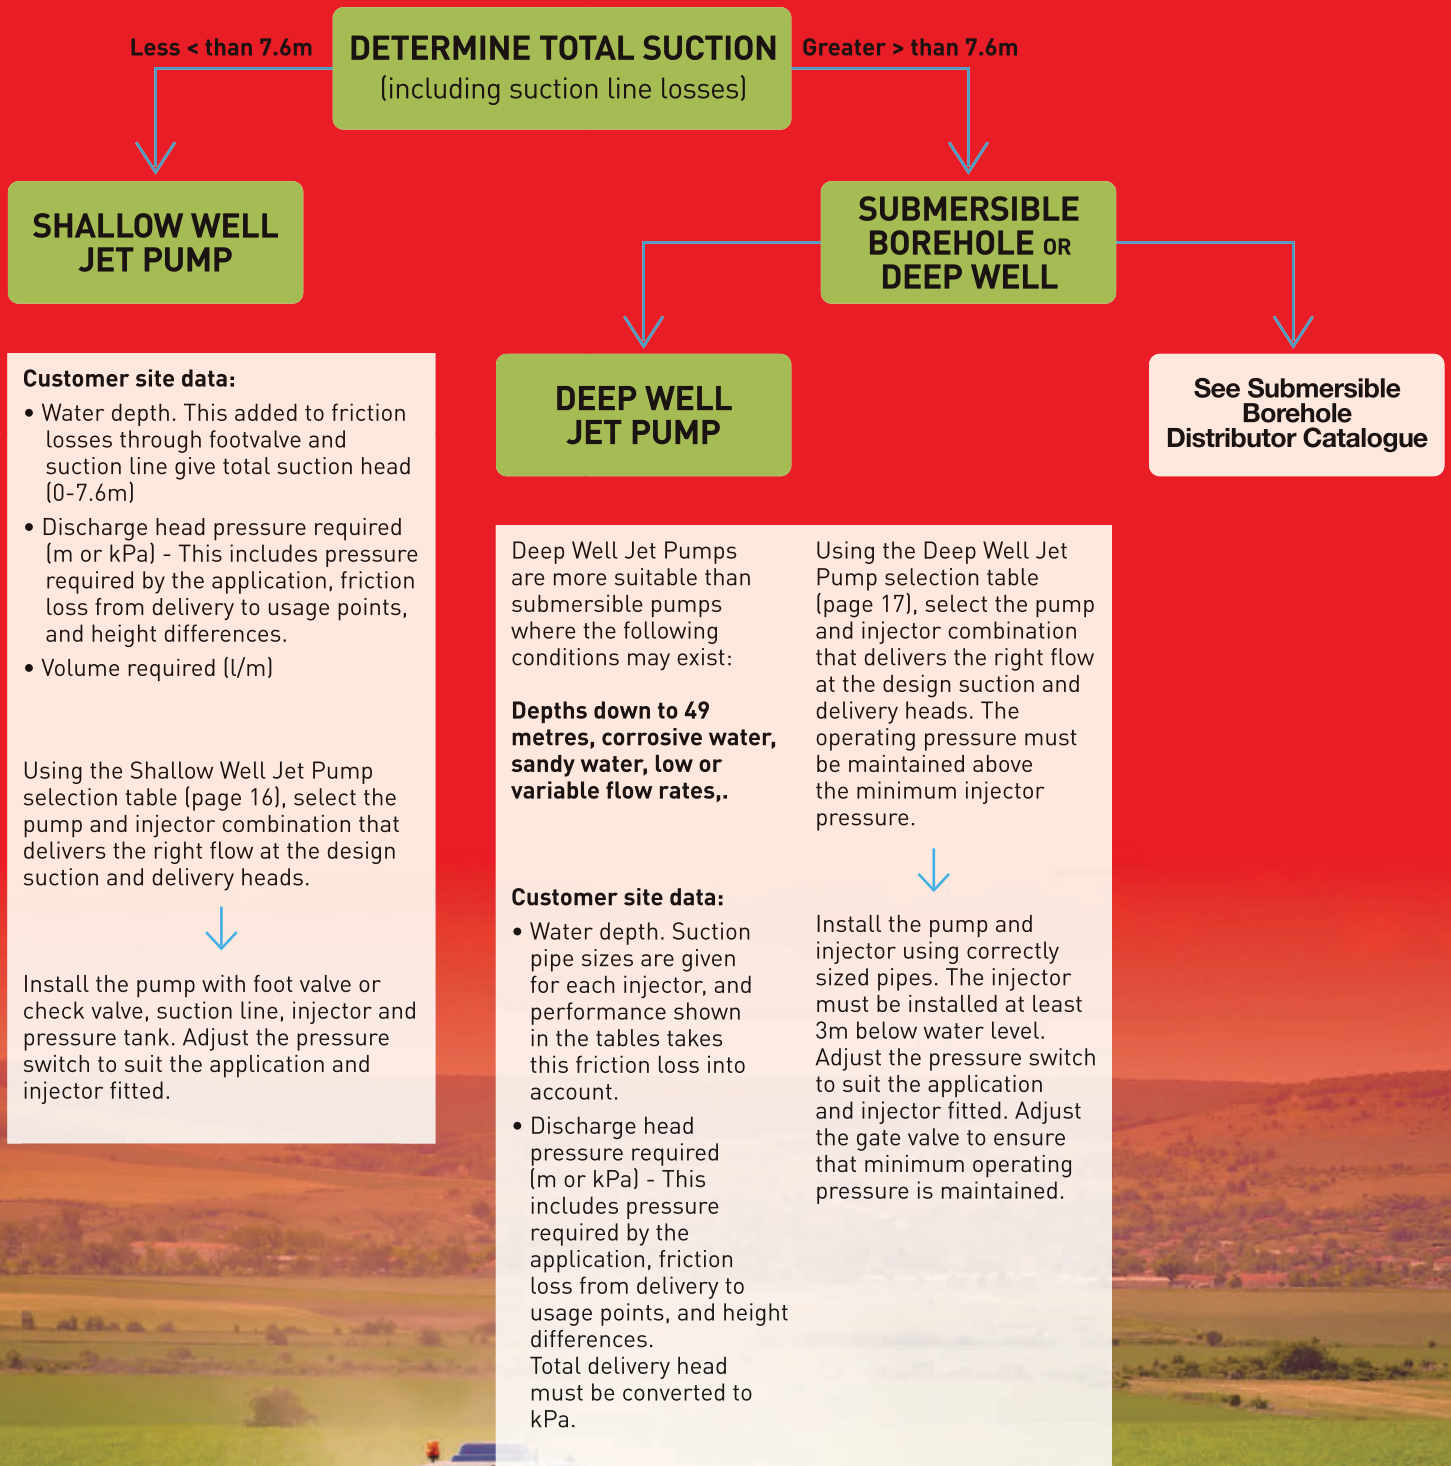 Less < than 7.6m
DETERMINE TOTAL SUCTION
(including suction line losses)
Greater > than 7.6m
SHALLOW WELL
JET PUMP
SUBMERSIBLE
BOREHOLE OR
DEEP WELL
Customer site data:
• Water depth. This added to friction
losses through footvalve and
suction line give total suction head
(0-7.6m)
• Discharge head pressure required
(m or kPa) - This includes pressure
required by the application, friction
loss from delivery to usage points,
and height differences.
• Volume required (l/m)
Using the Shallow Well Jet Pump
selection table (page 16), select the
pump and injector combination that
delivers the right flow at the design
suction and delivery heads.
Install the pump with foot valve or
check valve, suction line, injector and
pressure tank. Adjust the pressure
switch to suit the application and
injector fitted.
DEEP WELL
JET PUMP
See Submersible
Borehole
Distributor Catalogue
Deep Well Jet Pumps
are more suitable than
submersible pumps
where the following
conditions may exist:
Depths down to 49
metres, corrosive water,
sandy water, low or
variable flow rates,.
Customer site data:
• Water depth. Suction
pipe sizes are given
for each injector, and
performance shown
in the tables takes
this friction loss into
account.
• Discharge head
pressure required
(m or kPa) - This
includes pressure
required by the
application, friction
loss from delivery to
usage points, and height
differences.
Total delivery head
must be converted to
kPa.
Using the Deep Well Jet
Pump selection table
(page 17), select the pump
and injector combination
that delivers the right flow
at the design suction and
delivery heads. The
operating pressure must
be maintained above
the minimum injector
pressure.
Install the pump and
injector using correctly
sized pipes. The injector
must be installed at least
3m below water level.
Adjust the pressure switch
to suit the application
and injector fitted. Adjust
the gate valve to ensure
that minimum operating
pressure is maintained.